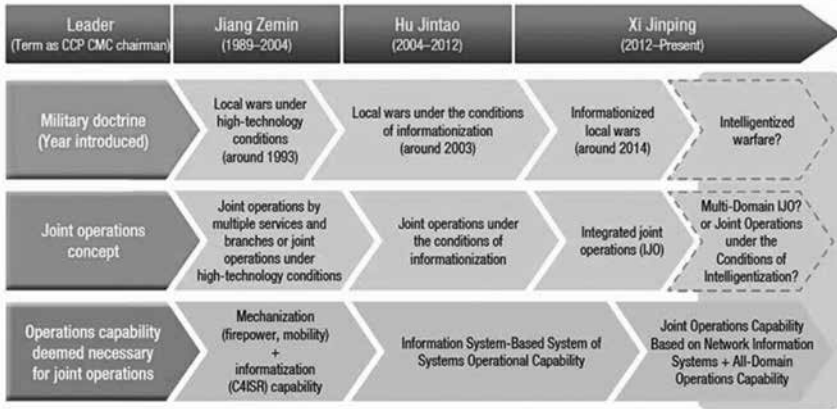 Leader
(Term as CCP CMC chairman)
Jiang Zemin
(1989–2004)
Hu Jintao
(2004–2012)
Xi Jinping
(2012–Present)
Military doctrine
(Year introduced)
Local wars under
high-technology
conditions
(around 1993)
Local wars under the conditions
of informationization
(around 2003)
Informationized
local wars
(around 2014)
Intelligentized
warfare?
Joint operations
concept
Joint operations by
multiple services and
branches or joint
operations under
high-technology conditions
Joint operations under
the conditions of
informationization
Integrated joint
operations (IJO)
Multi-Domain IJO?
or Joint Operations
under the
Conditions of
Intelligentization?
Operations capability
deemed necessary
for joint operations
Mechanization
(firepower, mobility)
+
informatization
(C4ISR) capability
Information System-Based System of
Systems Operational Capability
Joint Operations Capability
Based on Network Information
Systems + All-Domain
Operations Capability